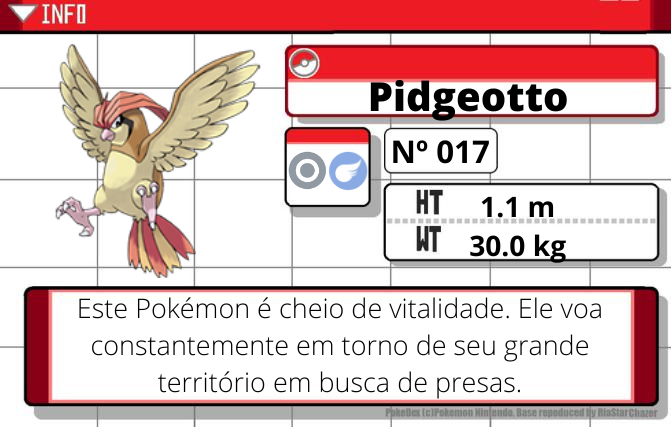 INFO
Pidgeotto
Nº 017
HT 1.1 m
WT 30.0 kg
Este Pokémon é cheio de vitalidade. Ele voa
constantemente em torno de seu grande
território em busca de presas.
PokeDex (c)Pokemon Nintendo. Base reproduced by RiaStarChazer